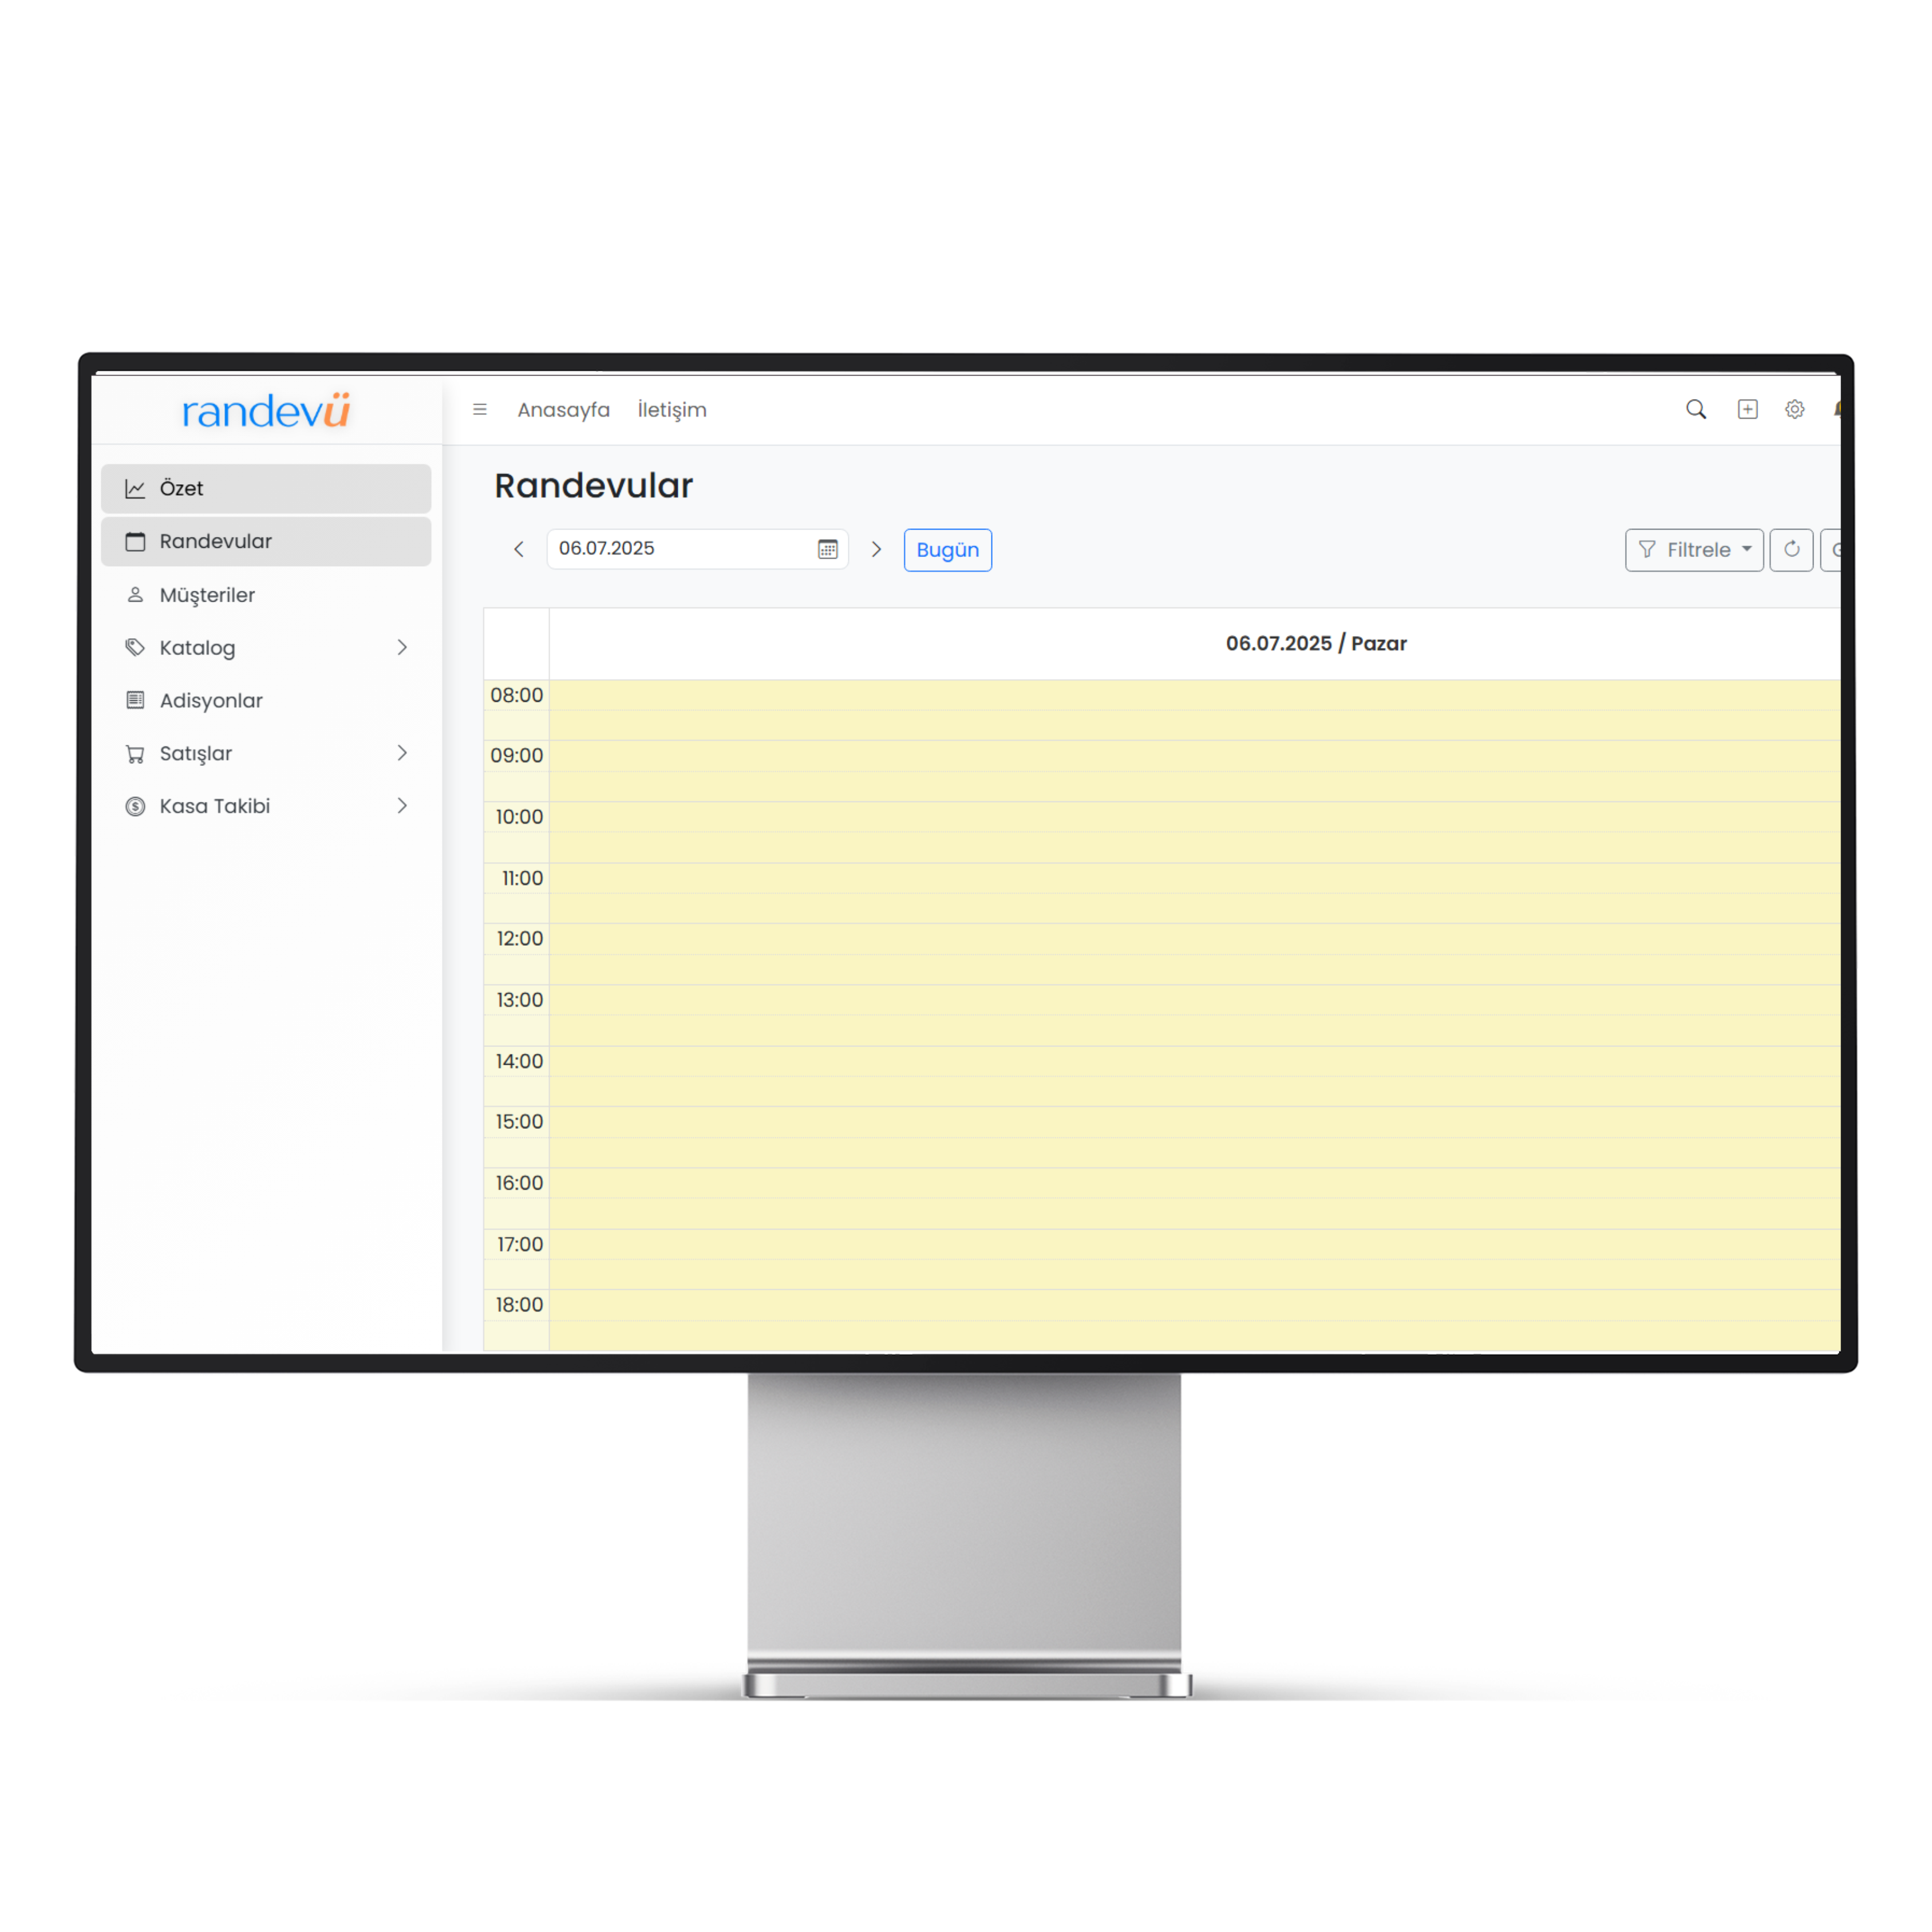 randevü
Anasayfa İletişim
Özet
Randevular
Müşteriler
Katalog
Adisyonlar
Satışlar
Kasa Takibi
Randevular
06.07.2025
Bugün
Filtrele
06.07.2025 / Pazar
08:00
09:00
10:00
11:00
12:00
13:00
14:00
15:00
16:00
17:00
18:00